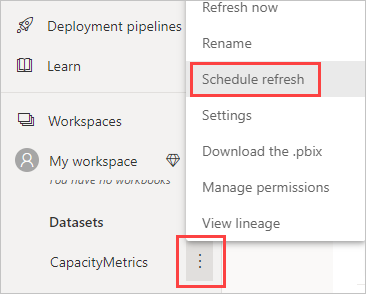 Deployment pipelines
Learn
Workspaces
My workspace
You have no workbooks
Datasets
CapacityMetrics
Refresh now
Rename
Schedule refresh
Settings
Download the .pbix
Manage permissions
View lineage